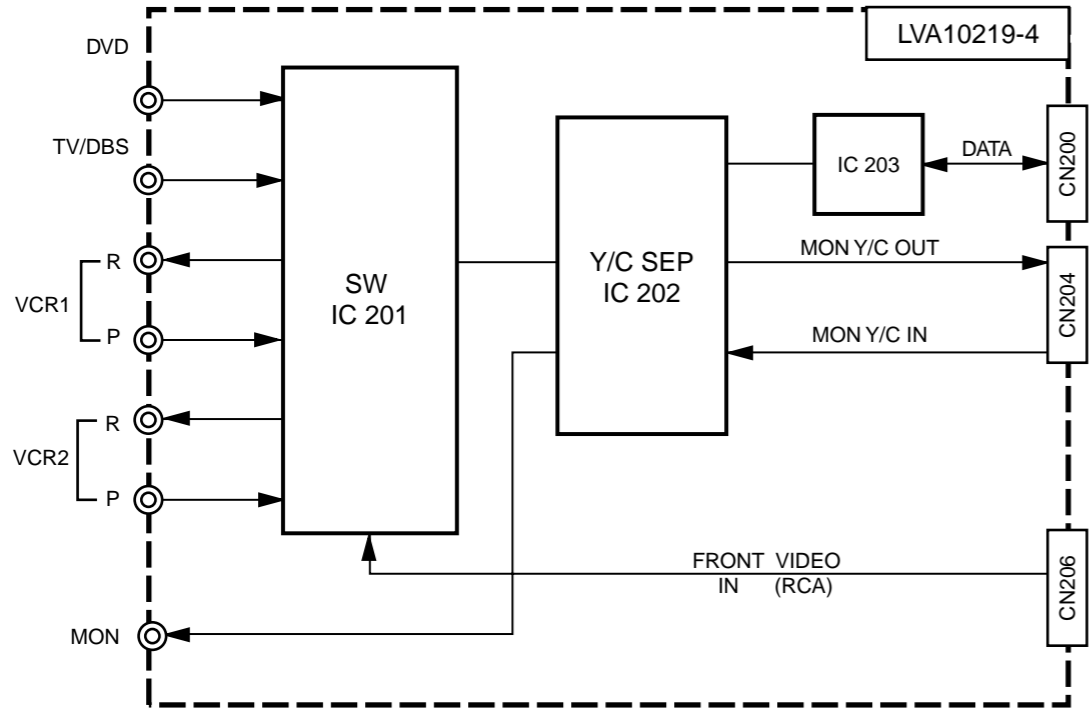 LVA10219-4
DVD
TV/DBS
R
VCR1
P
R
VCR2
P
MON
SW
IC 201
Y/C SEP
IC 202
IC 203
DATA
CN200
MON Y/C OUT
CN204
MON Y/C IN
FRONT VIDEO
IN (RCA)
CN206